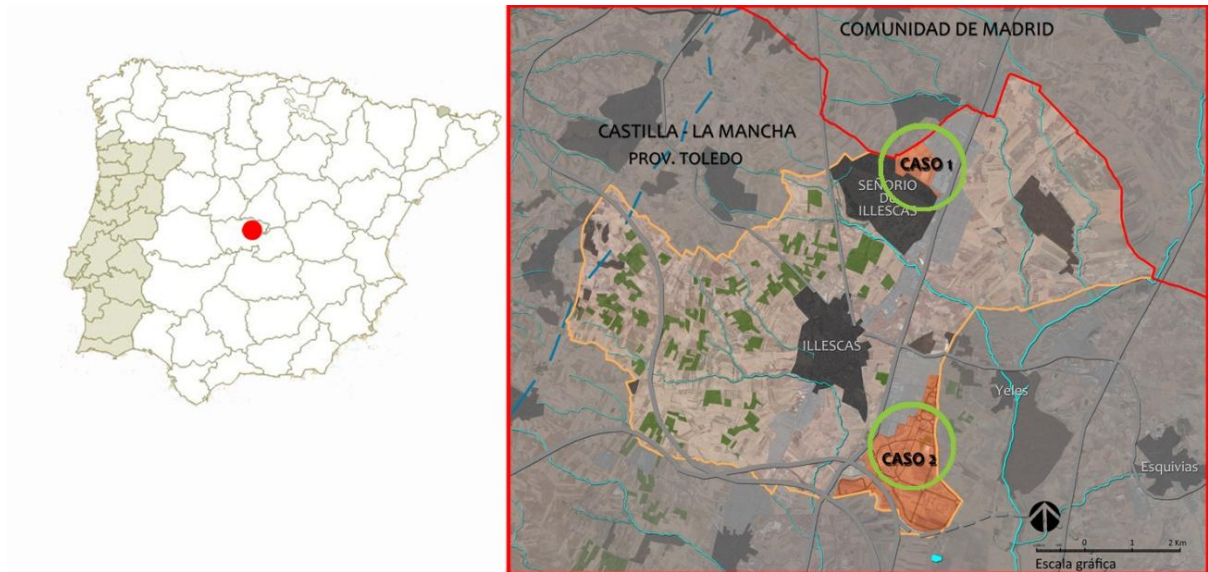 COMUNIDAD DE MADRID
CASTILLA - LA MANCHA
PROV. TOLEDO
CASO 1
SEÑORIO
DE
ILLESCAS
ILLESCAS
Yeles
CASO 2
Esquivias
0 1 2 Km
Escala gráfica